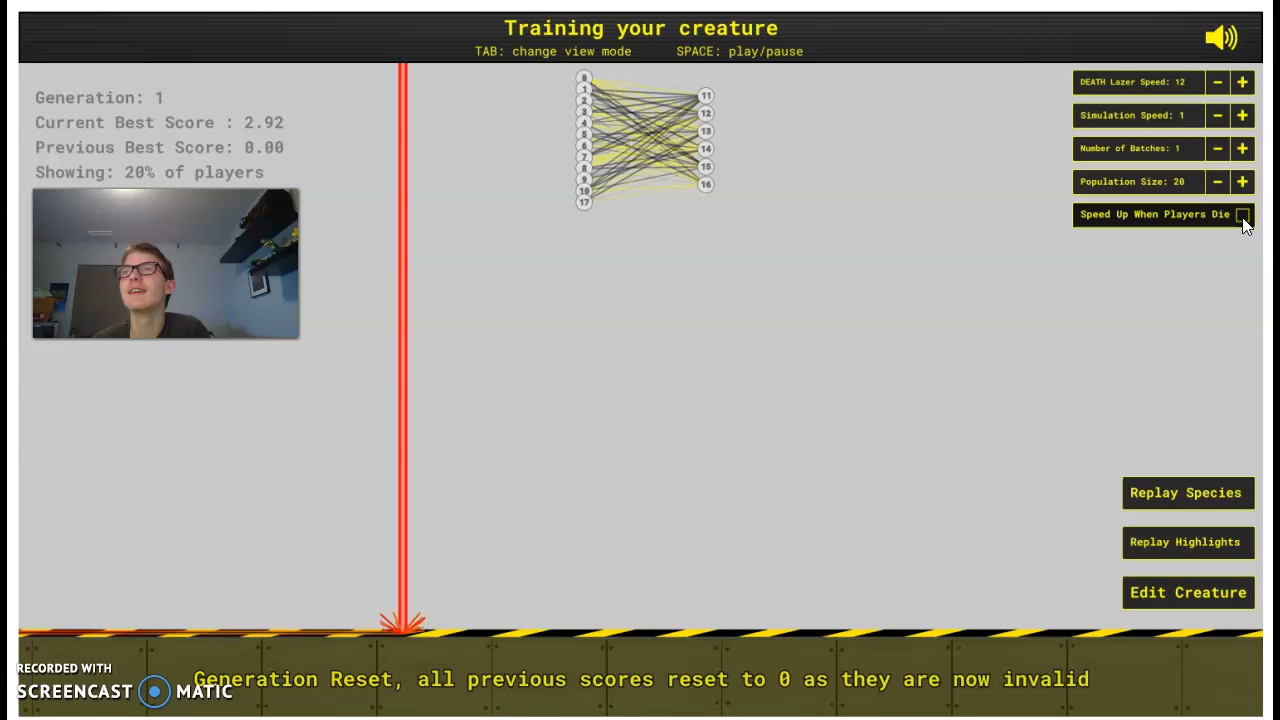 Training your creature
TAB: change view mode SPACE: play/pause
Generation: 1
Current Best Score : 2.92
Previous Best Score: 0.00
Showing: 20% of players
0
1
2
3
4
5
6
7
8
9
10
17
11
12
13
14
15
16
DEATH Lazer Speed: 12 - +
Simulation Speed: 1 - +
Number of Batches: 1 - +
Population Size: 20 - +
Speed Up When Players Die
Replay Species
Replay Highlights
Edit Creature
Generation Reset, all previous scores reset to 0 as they are now invalid
RECORDED WITH
SCREENCAST MATIC